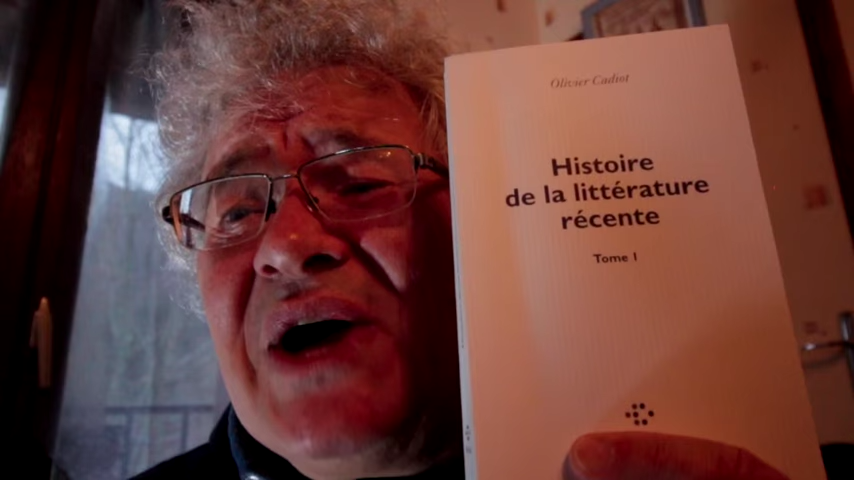 Olivier Cadiot
Histoire
de la littérature
récente
Tome I